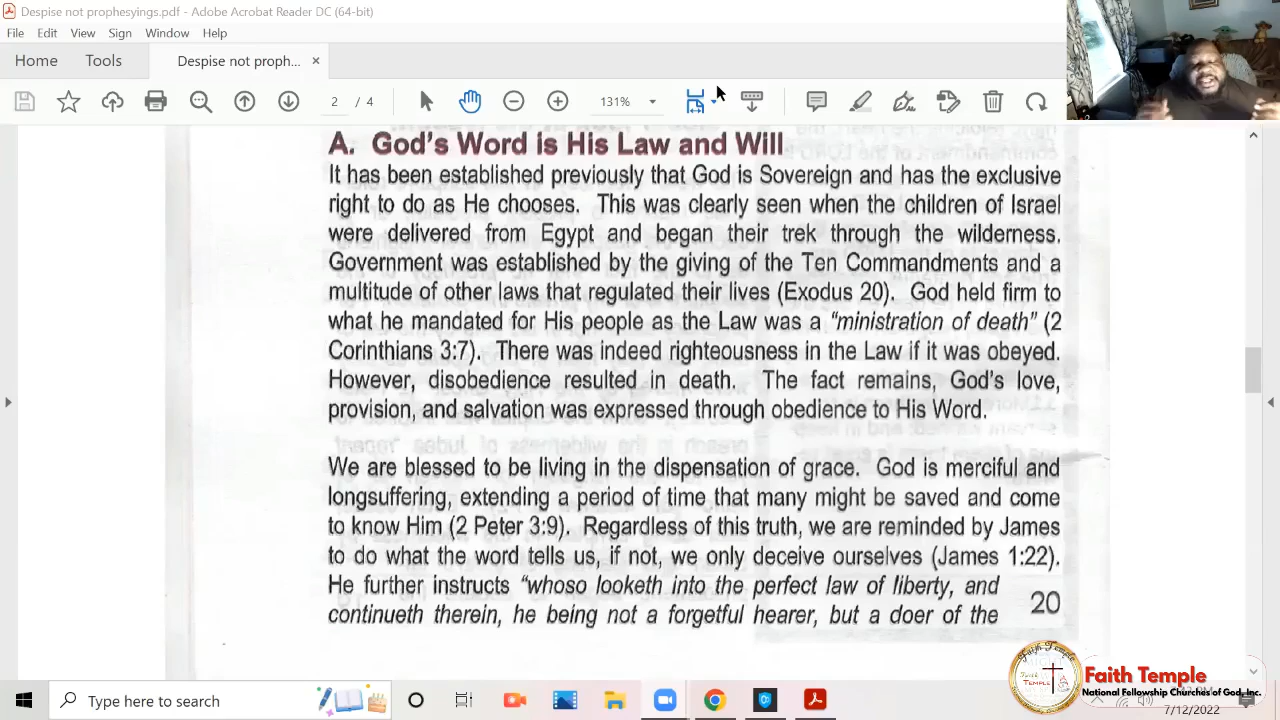 Despise not prophesyings.pdf - Adobe Acrobat Reader DC (64-bit)
File Edit View Sign Window Help
Home Tools Despise not proph... ×
2 / 4 131%
A. God's Word is His Law and Will
It has been established previously that God is Sovereign and has the exclusive
right to do as He chooses. This was clearly seen when the children of Israel
were delivered from Egypt and began their trek through the wilderness.
Government was established by the giving of the Ten Commandments and a
multitude of other laws that regulated their lives (Exodus 20). God held firm to
what he mandated for His people as the Law was a "ministration of death" (2
Corinthians 3:7). There was indeed righteousness in the Law if it was obeyed.
However, disobedience resulted in death. The fact remains, God's love,
provision, and salvation was expressed through obedience to His Word.
We are blessed to be living in the dispensation of grace. God is merciful and
longsuffering, extending a period of time that many might be saved and come
to know Him (2 Peter 3:9). Regardless of this truth, we are reminded by James
to do what the word tells us, if not, we only deceive ourselves (James 1:22).
He further instructs "whoso looketh into the perfect law of liberty, and
continueth therein, he being not a forgetful hearer, but a doer of the
20
Faith Temple
FAITH TEMPLE
Faith Temple
National Fellowship Churches of God, Inc.
Type here to search
7/12/2022